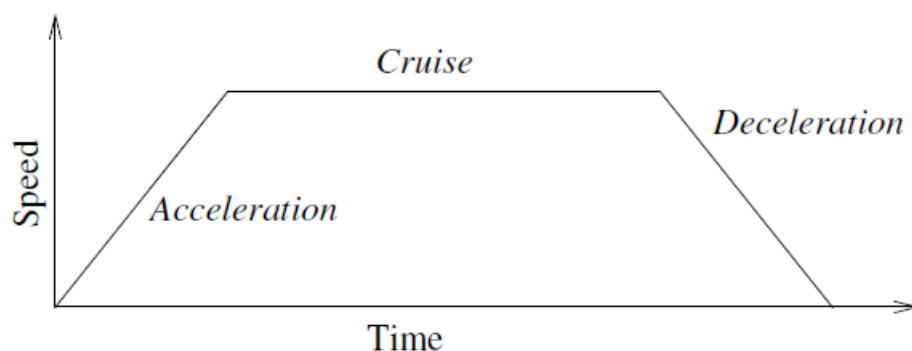 Cruise
Deceleration
Speed
Acceleration
Time